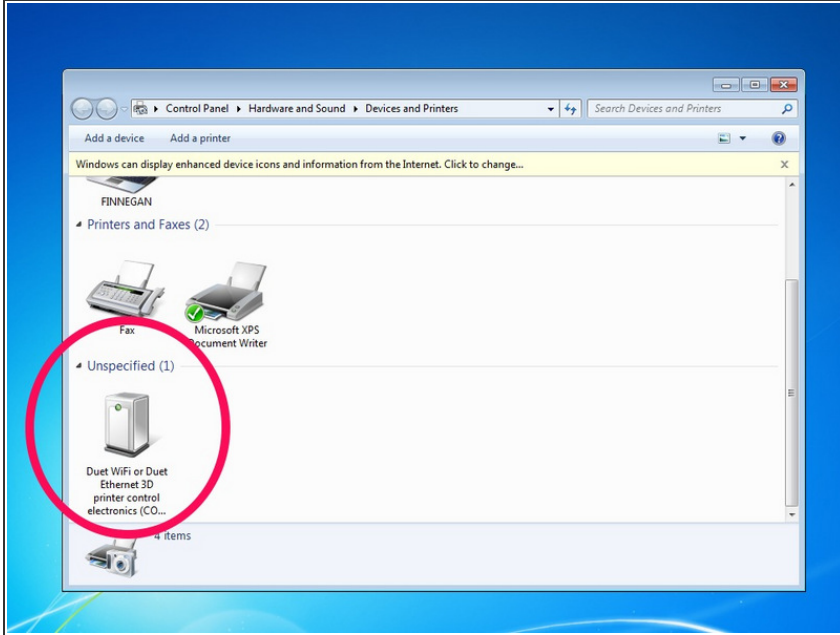 Control Panel Hardware and Sound Devices and Printers
Search Devices and Printers
Add a device Add a printer
Windows can display enhanced device icons and information from the Internet. Click to change...
FINNEGAN
Printers and Faxes (2)
Fax
Microsoft XPS
Document Writer
Unspecified (1)
Duet WiFi or Duet
Ethernet 3D
printer control
electronics (CO...
4 items